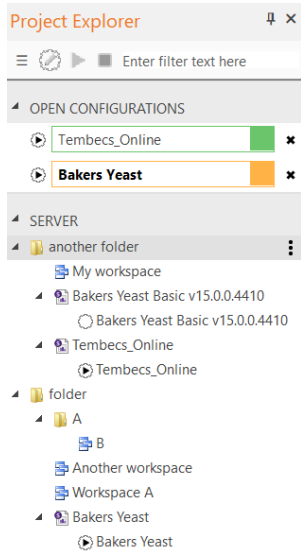 Project Explorer
Enter filter text here
OPEN CONFIGURATIONS
Tembecs_Online
Bakers Yeast
SERVER
another folder
My workspace
Bakers Yeast Basic v15.0.0.4410
Bakers Yeast Basic v15.0.0.4410
Tembecs_Online
Tembecs_Online
folder
A
B
Another workspace
Workspace A
Bakers Yeast
Bakers Yeast